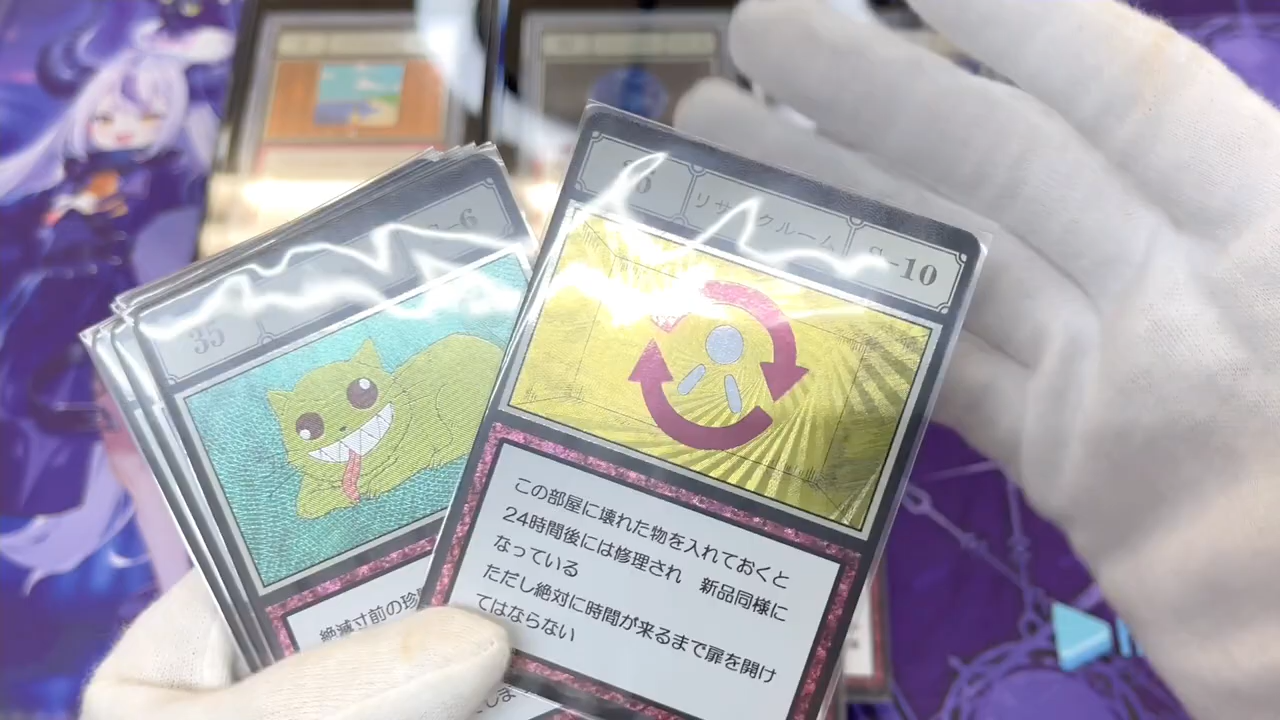 35
S-6
絶滅寸前の珍
80
リサイクルーム
S-10
この部屋に壊れた物を入れておくと
24時間後には修理され 新品同様に
なっている
ただし絶対に時間が来るまで扉を開け
てはならない